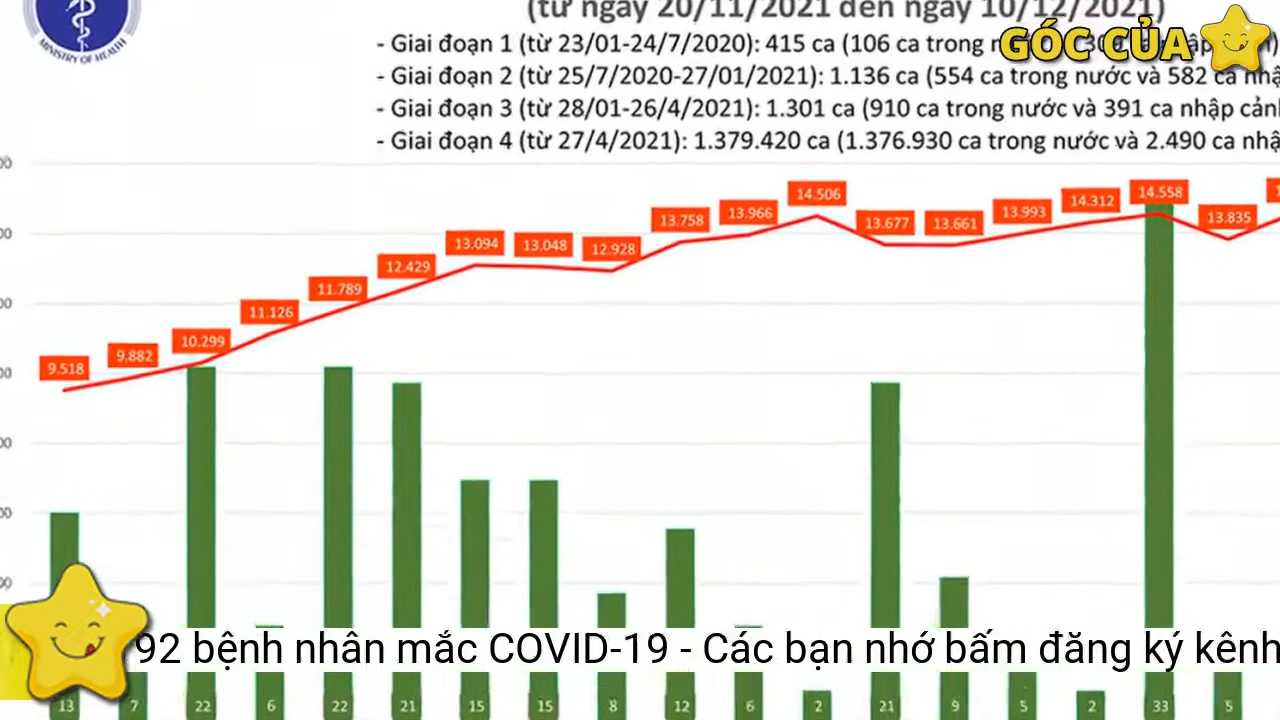 (từ ngày 20/11/2021 đến ngày 10/12/2021)
MINISTRY OF HEALTH
- Giai đoạn 1 (từ 23/01-24/7/2020): 415 ca (106 ca trong
GÓC CỦA
- Giai đoạn 2 (từ 25/7/2020-27/01/2021): 1.136 ca (554 ca trong nước và 582 ca nhậ
- Giai đoạn 3 (từ 28/01-26/4/2021): 1.301 ca (910 ca trong nước và 391 ca nhập cản
- Giai đoạn 4 (từ 27/4/2021): 1.379.420 ca (1.376.930 ca trong nước và 2.490 ca nhậ
9.518 9.882 10.299 11.126 11.789 12.429 13.094 13.048 12.928 13.758 13.966 14.506 13.677 13.661 13.993 14.312 14.558 13.835
92 bệnh nhân mắc COVID-19 - Các bạn nhớ bấm đăng ký kênh
13 7 22 6 22 21 15 15 8 12 6 2 21 9 5 2 33 5